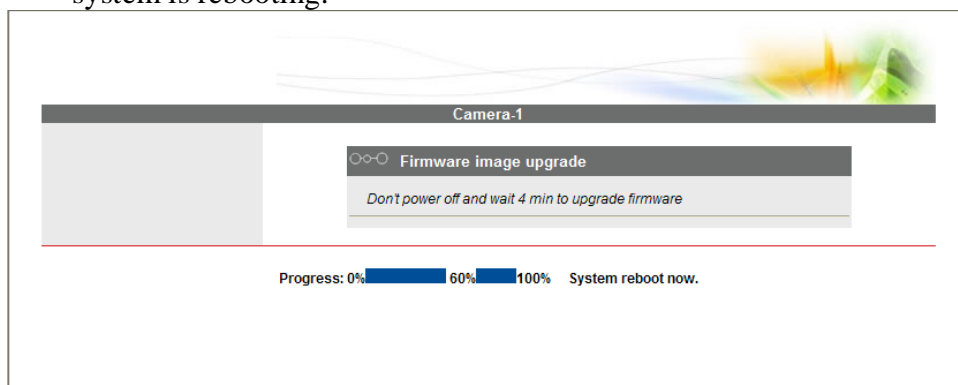 system is rebooting.
Camera-1
Firmware image upgrade
Don't power off and wait 4 min to upgrade firmware
Progress: 0% 60% 100% System reboot now.